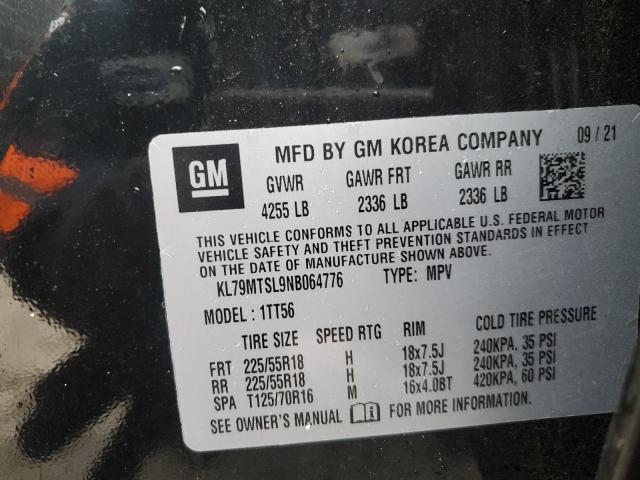 GM
MFD BY GM KOREA COMPANY 09 / 21
GVWR GAWR FRT GAWR RR
4255 LB 2336 LB 2336 LB
THIS VEHICLE CONFORMS TO ALL APPLICABLE U.S. FEDERAL MOTOR
VEHICLE SAFETY AND THEFT PREVENTION STANDARDS IN EFFECT
ON THE DATE OF MANUFACTURE SHOWN ABOVE.
KL79MTSL9NB064776 TYPE: MPV
MODEL : 1TT56
TIRE SIZE SPEED RTG RIM COLD TIRE PRESSURE
FRT 225/55R18 H 18x7.5J 240KPA, 35 PSI
RR 225/55R18 H 18x7.5J 240KPA, 35 PSI
SPA T125/70R16 M 16x4.0BT 420KPA, 60 PSI
SEE OWNER'S MANUAL FOR MORE INFORMATION.